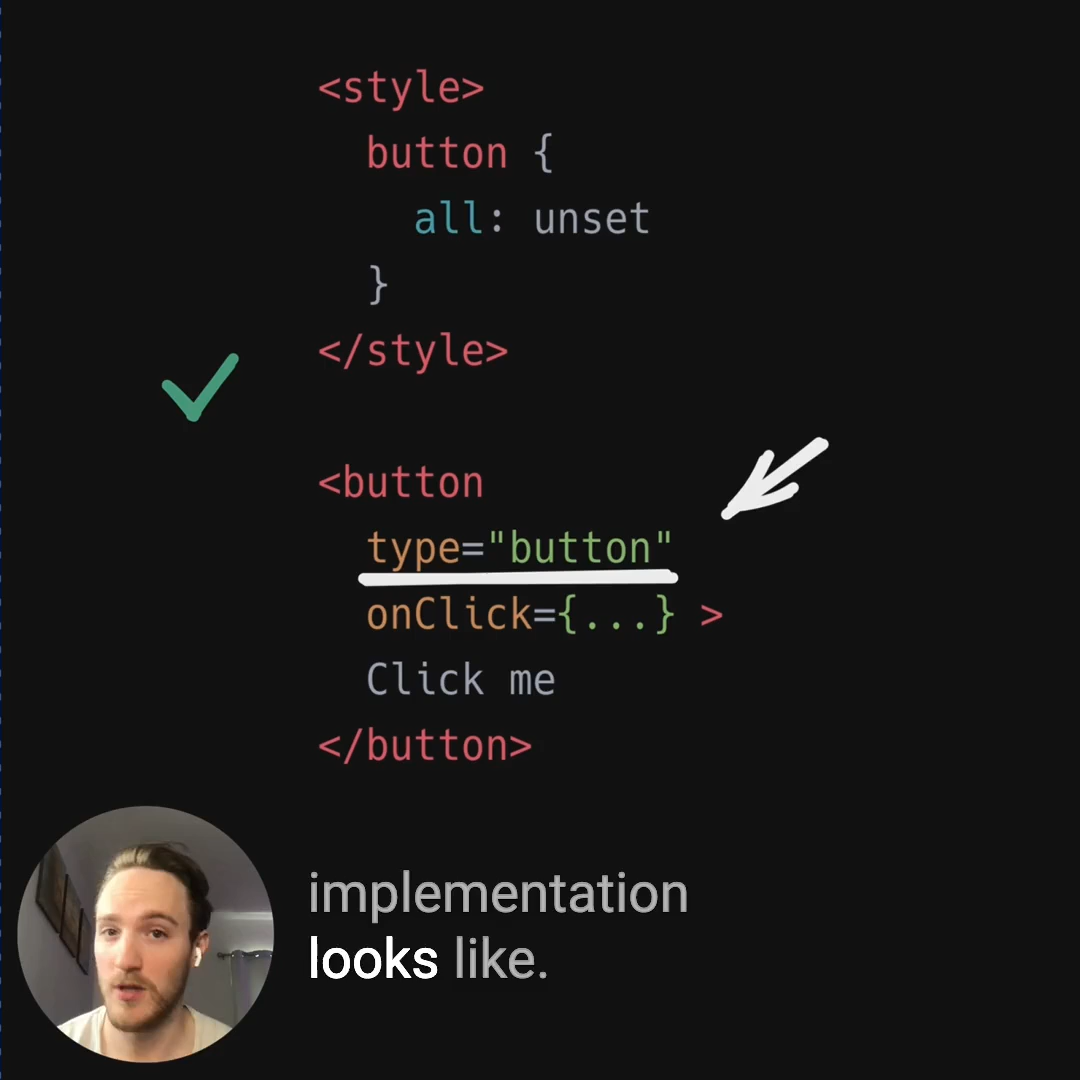 <style>
button {
all: unset
}
</style>
<button
type="button"
onClick={...} >
Click me
</button>
implementation
looks like.